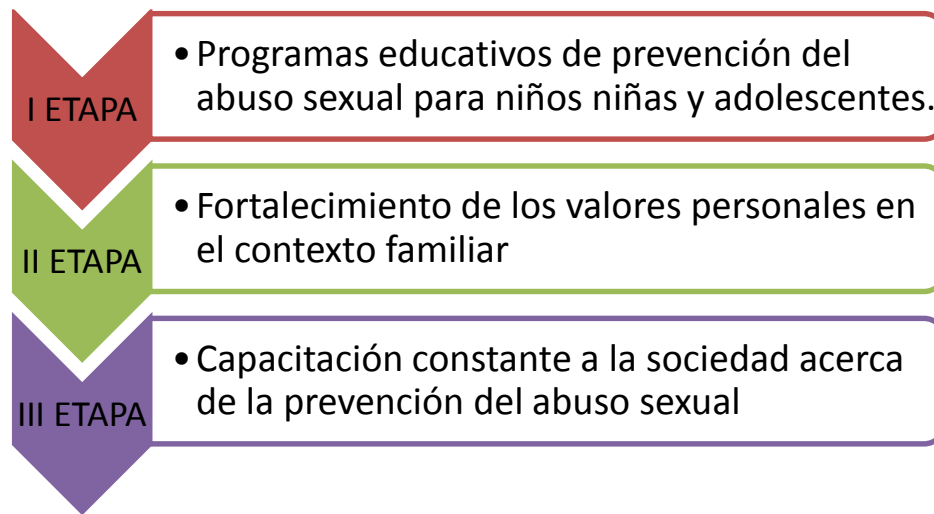 I ETAPA
• Programas educativos de prevención del
abuso sexual para niños niñas y adolescentes.
II ETAPA
• Fortalecimiento de los valores personales en
el contexto familiar
III ETAPA
• Capacitación constante a la sociedad acerca
de la prevención del abuso sexual